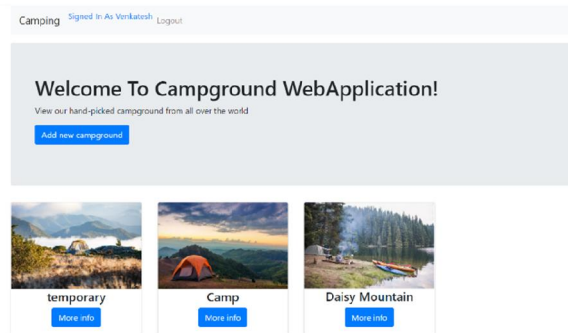 Camping Signed In As Venkatesh Logout
Welcome To Campground WebApplication!
View our hand-picked campground from all over the world
Add new campground
temporary Camp Daisy Mountain
More info More info More info